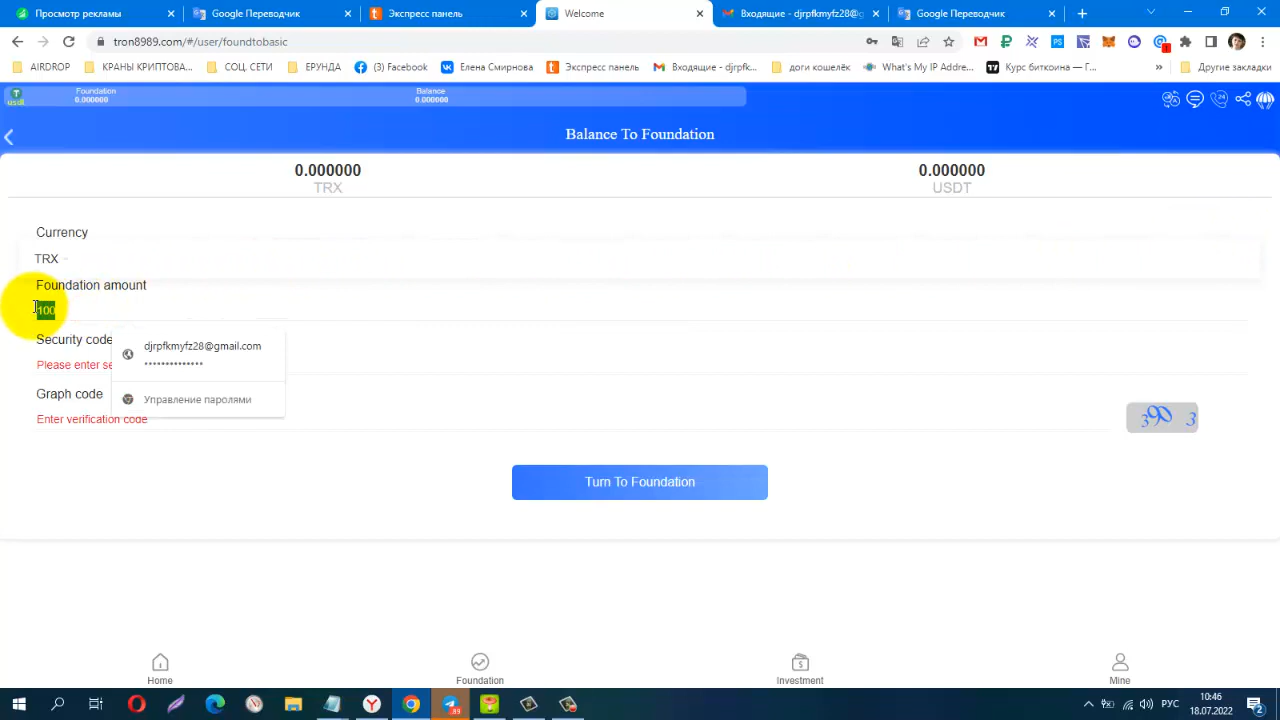 Просмотр рекламы
Google Переводчик
Экспресс панель
Welcome
Входящие - djrpfkmyfz28@g
Google Переводчик
tron8989.com/#/user/foundtobasic
AIRDROP
КРАНЫ КРИПТОВА...
СОЦ. СЕТИ
ЕРУНДА
(3) Facebook
Елена Смирнова
Экспресс панель
Входящие - djrpfk...
доги кошелёк
What's My IP Addre...
Курс биткоина — Г...
»
Другие закладки
Foundation
0.000000
Balance
0.000000
Balance To Foundation
0.000000
TRX
0.000000
USDT
Currency
TRX
Foundation amount
100
Security code
djrpfkmyfz28@gmail.com
Please enter se
••••••••••••••
Graph code
Управление паролями
Enter verification code
390 3
Turn To Foundation
Home
Foundation
Investment
Mine
РУС
10:46
18.07.2022
2